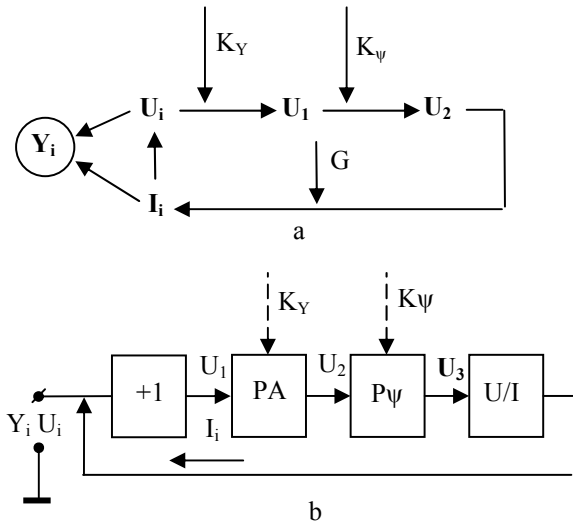 K_Y K_ψ
U_i U_1 U_2
Y_i
G
I_i
a
K_Y Kψ
U_1 U_2 U_3
+1 PA Pψ U/I
Y_i U_i I_i
b